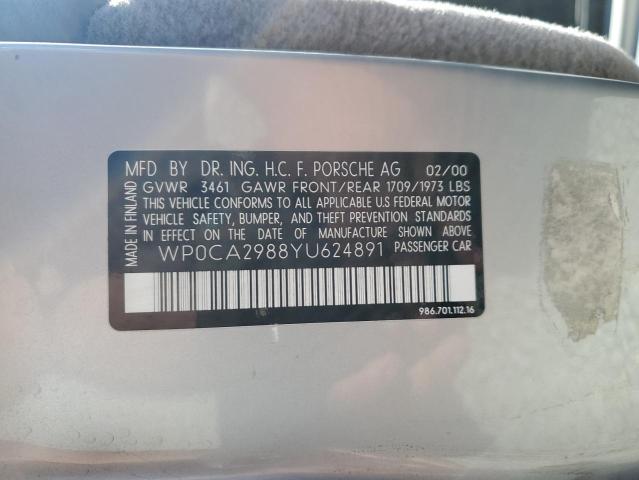 MFD BY DR. ING. H.C. F. PORSCHE AG 02/00
GVWR 3461 GAWR FRONT/REAR 1709/1973 LBS
THIS VEHICLE CONFORMS TO ALL APPLICABLE U.S. FEDERAL MOTOR
VEHICLE SAFETY, BUMPER, AND THEFT PREVENTION STANDARDS
IN EFFECT ON THE DATE OF MANUFACTURE SHOWN ABOVE
WP0CA2988YU624891 PASSENGER CAR
MADE IN FINLAND
986.701.112.16